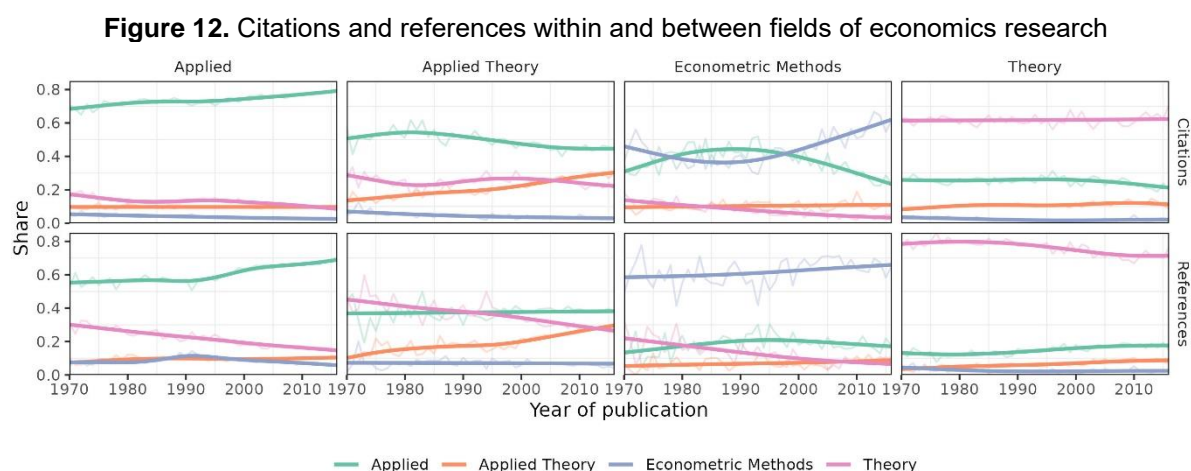 Figure 12. Citations and references within and between fields of economics research
Applied
Applied Theory
Econometric Methods
Theory
0.8
0.6
0.4
0.2
0.0
Citations
Share
0.8
0.6
0.4
0.2
0.0
References
1970 1980 1990 2000 2010 1970 1980 1990 2000 2010 1970 1980 1990 2000 2010 1970 1980 1990 2000 2010
Year of publication
Applied Applied Theory Econometric Methods Theory